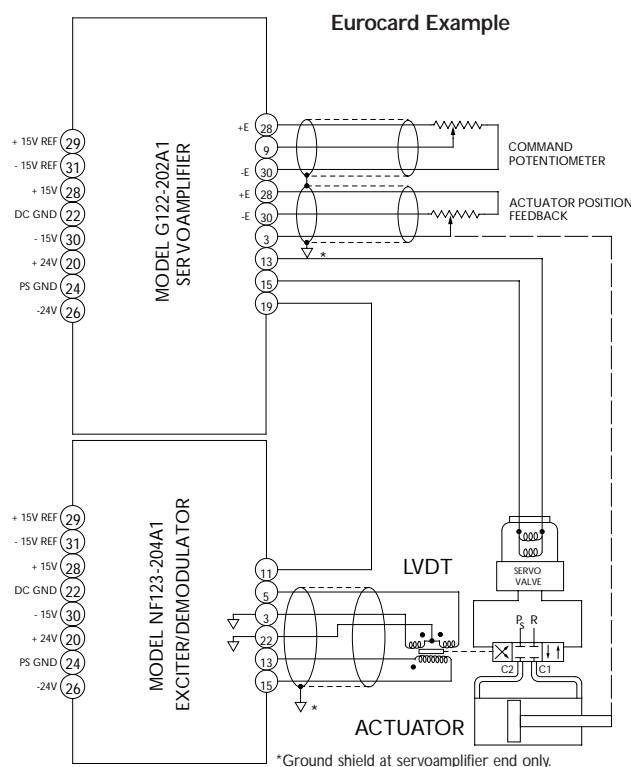 Eurocard Example
MODEL G122-202A1
SERVOAMPLIFIER
+ 15V REF 29
- 15V REF 31
+ 15V 28
DC GND 22
- 15V 30
+ 24V 20
PS GND 24
-24V 26
+E 28
9
-E 30
+E 28
-E 30
3
13
15
19
COMMAND
POTENTIOMETER
ACTUATOR POSITION
FEEDBACK
*
MODEL NF123-204A1
EXCITER/DEMODULATOR
+ 15V REF 29
- 15V REF 31
+ 15V 28
DC GND 22
- 15V 30
+ 24V 20
PS GND 24
-24V 26
11
5
3
22
13
15
LVDT
*
SERVO
VALVE
PS R
C2 C1
ACTUATOR
*Ground shield at servoamplifier end only.